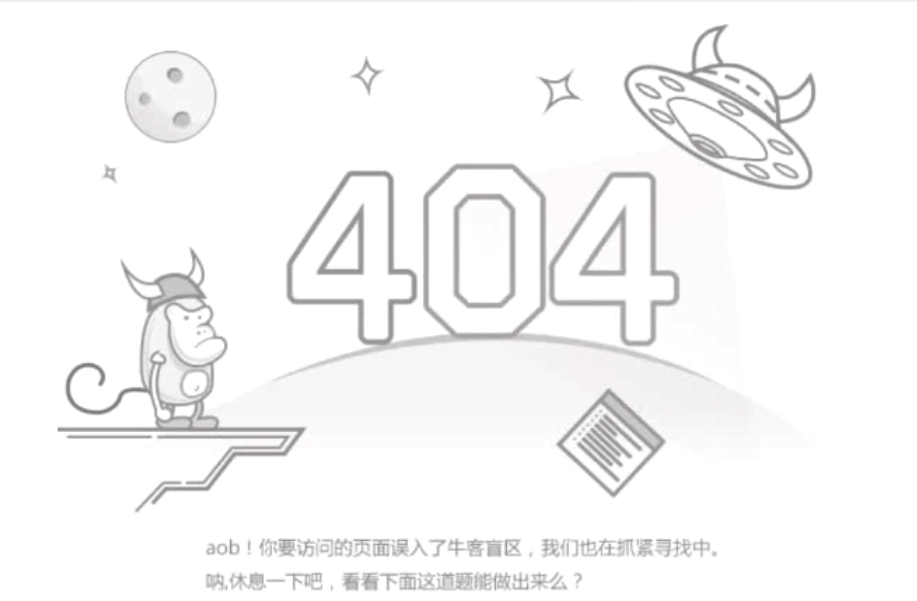 404
aob！你要访问的页面误入了牛客盲区，我们也在抓紧寻找中。
呐,休息一下吧，看看下面这道题能做出来么？